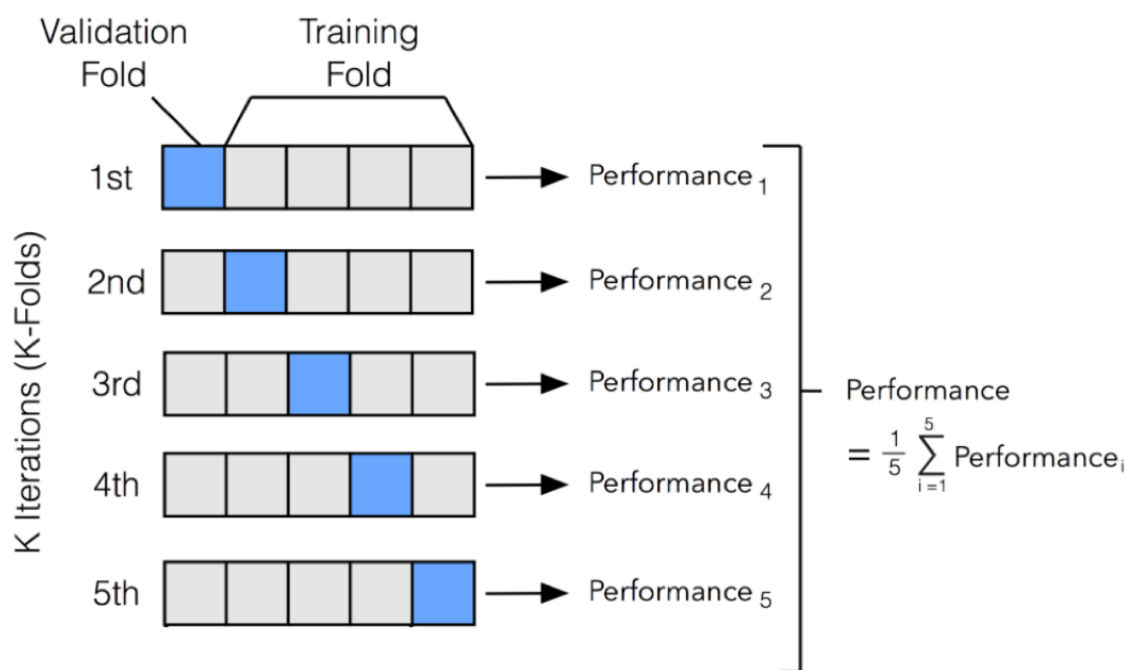 Validation
Fold
Training
Fold
K Iterations (K-Folds)
1st
Performance 1
2nd
Performance 2
3rd
Performance 3
4th
Performance 4
5th
Performance 5
Performance
= 1/5 5∑i=1 Performance i